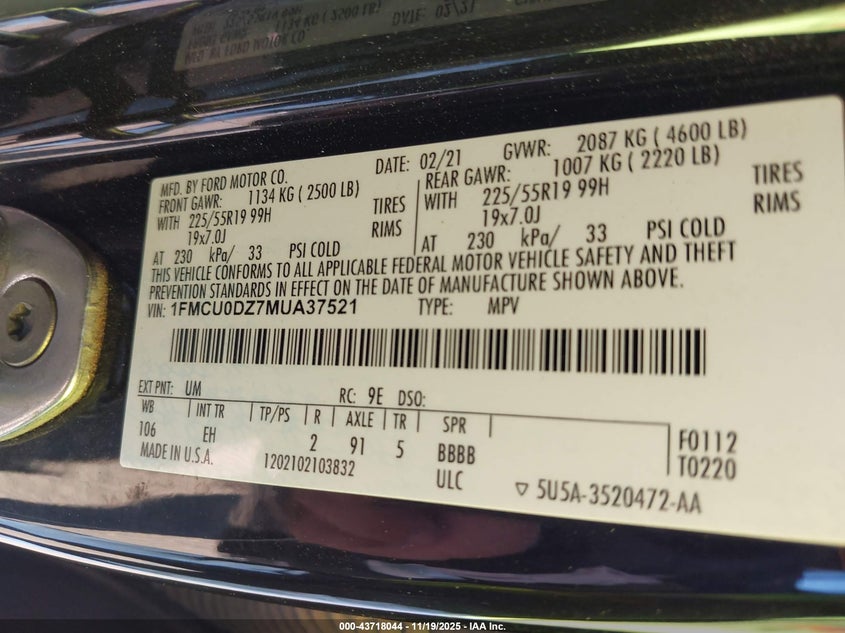 MFD. BY FORD MOTOR CO. DATE: 02/21 GVWR: 2087 KG ( 4600 LB)
FRONT GAWR: 1134 KG ( 2500 LB) REAR GAWR: 1007 KG ( 2220 LB)
WITH 225/55R19 99H TIRES WITH 225/55R19 99H TIRES
19x7.0J RIMS 19x7.0J RIMS
AT 230 kPa/ 33 PSI COLD AT 230 kPa/ 33 PSI COLD
THIS VEHICLE CONFORMS TO ALL APPLICABLE FEDERAL MOTOR VEHICLE SAFETY AND THEFT
PREVENTION STANDARDS IN EFFECT ON THE DATE OF MANUFACTURE SHOWN ABOVE.
VIN: 1FMCU0DZ7MUA37521 TYPE: MPV
EXT PNT: UM RC: 9E DSO:
WB INT TR TP/PS R AXLE TR SPR
106 EH 2 91 5 BBBB F0112
MADE IN U.S.A. 1202102103832 ULC T0220
▽ 5U5A-3520472-AA
000-43718044 - 11/19/2025 - IAA Inc.